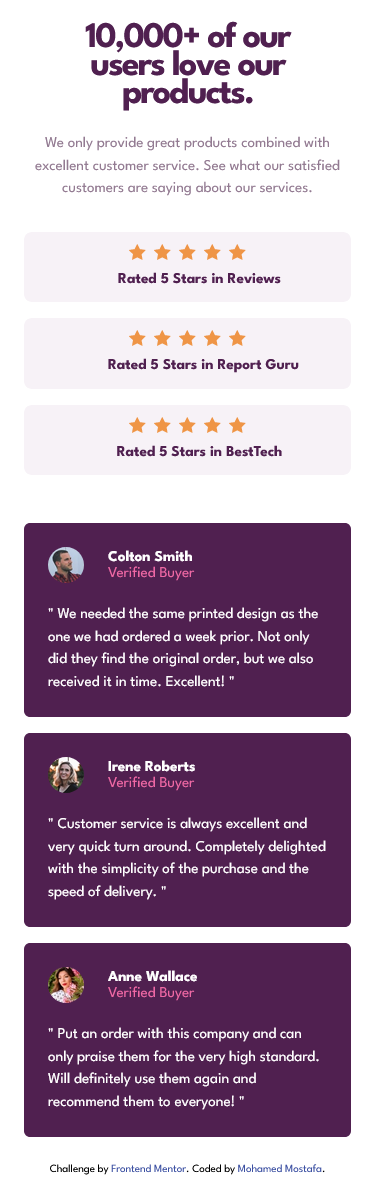 10,000+ of our
users love our
products.
We only provide great products combined with
excellent customer service. See what our satisfied
customers are saying about our services.
Rated 5 Stars in Reviews
Rated 5 Stars in Report Guru
Rated 5 Stars in BestTech
Colton Smith
Verified Buyer
" We needed the same printed design as the
one we had ordered a week prior. Not only
did they find the original order, but we also
received it in time. Excellent! "
Irene Roberts
Verified Buyer
" Customer service is always excellent and
very quick turn around. Completely delighted
with the simplicity of the purchase and the
speed of delivery. "
Anne Wallace
Verified Buyer
" Put an order with this company and can
only praise them for the very high standard.
Will definitely use them again and
recommend them to everyone! "
Challenge by Frontend Mentor. Coded by Mohamed Mostafa.